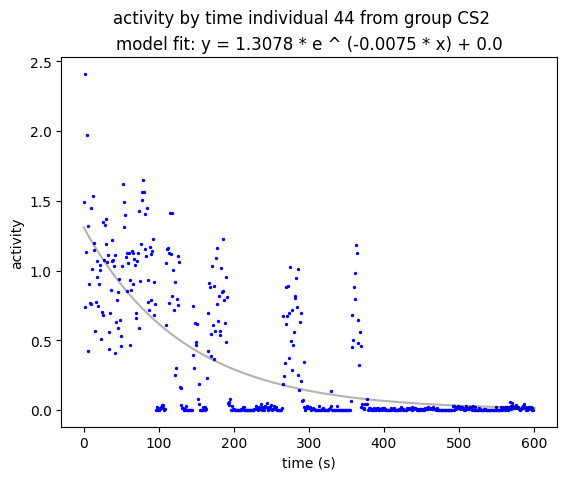 activity by time individual 44 from group CS2
model fit: y = 1.3078 * e ^ (-0.0075 * x) + 0.0
2.5
2.0
1.5
1.0
0.5
0.0
activity
0 100 200 300 400 500 600
time (s)